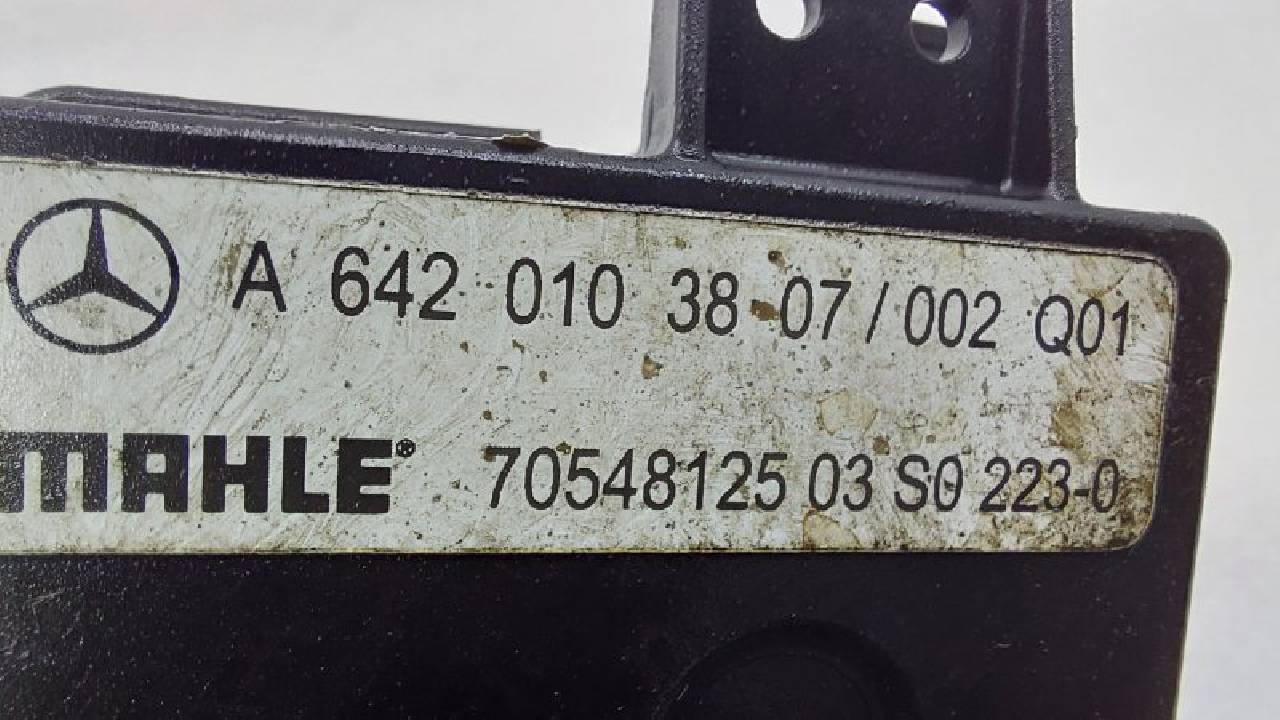 A 642 010 38 07 / 002 Q01
MAHLE® 70548125 03 S0 223-0